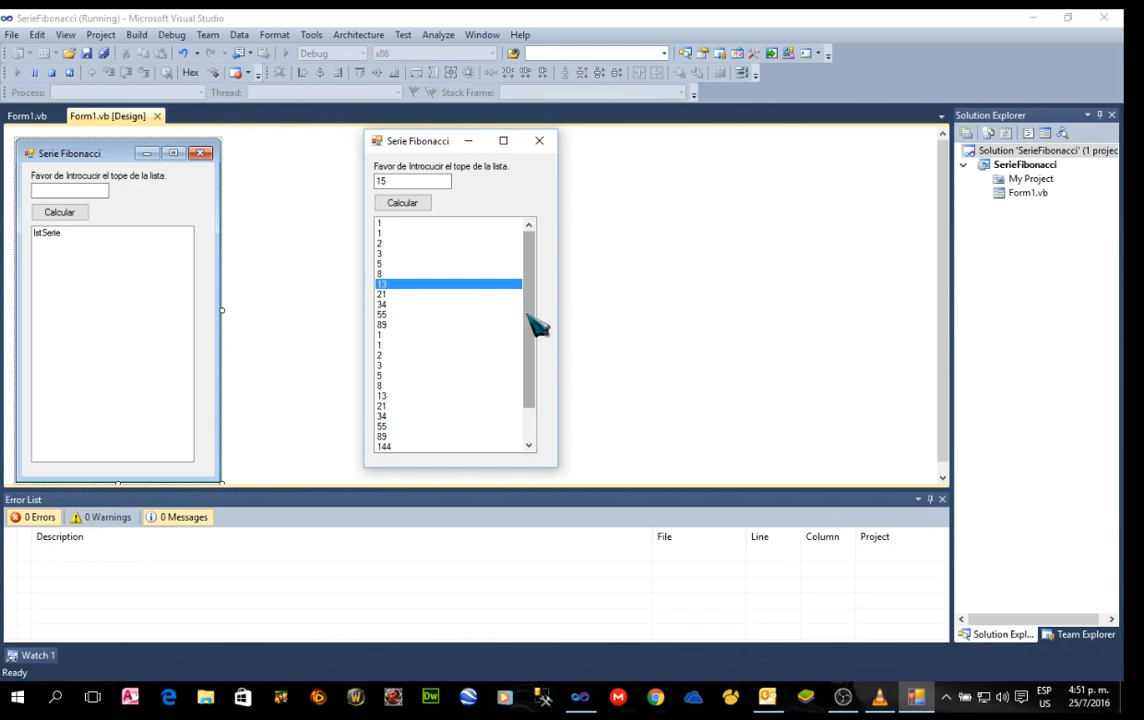 SerieFibonacci (Running) - Microsoft Visual Studio
File Edit View Project Build Debug Team Data Format Tools Architecture Test Analyze Window Help
Debug x86
Hex
Process: Thread: Stack Frame:
Form1.vb Form1.vb [Design]
Serie Fibonacci
Favor de Introcucir el tope de la lista.
Calcular
lstSerie
Serie Fibonacci
Favor de Introcucir el tope de la lista.
15
Calcular
1
1
2
3
5
8
13
21
34
55
89
1
1
2
3
5
8
13
21
34
55
89
144
Solution Explorer
Solution 'SerieFibonacci' (1 projec
SerieFibonacci
My Project
Form1.vb
Solution Expl... Team Explorer
Error List
0 Errors 0 Warnings 0 Messages
Description File Line Column Project
Watch 1
Ready
Dw
ESP
US
4:51 p. m.
25/7/2016